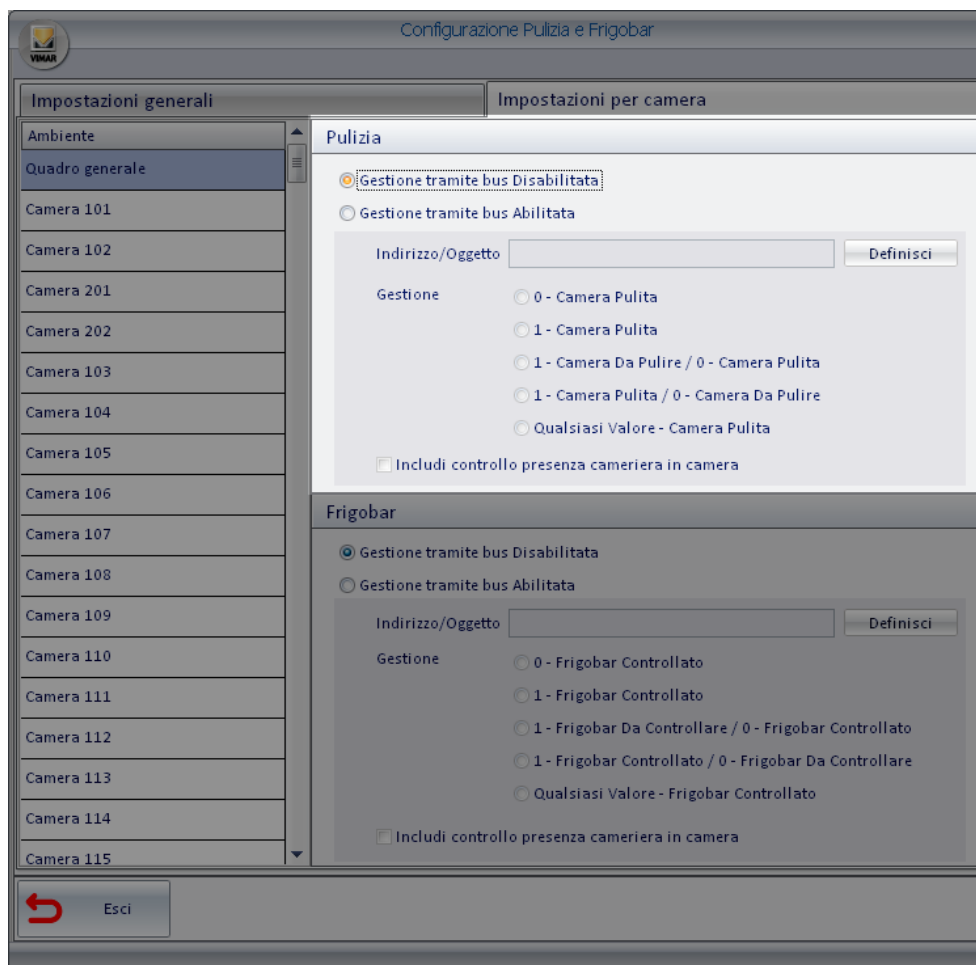 Configurazione Pulizia e Frigobar
VIMAR
Impostazioni generali
Impostazioni per camera
Ambiente
Quadro generale
Camera 101
Camera 102
Camera 201
Camera 202
Camera 103
Camera 104
Camera 105
Camera 106
Camera 107
Camera 108
Camera 109
Camera 110
Camera 111
Camera 112
Camera 113
Camera 114
Camera 115
Pulizia
Gestione tramite bus Disabilitata
Gestione tramite bus Abilitata
Indirizzo/Oggetto
Definisci
Gestione
0 - Camera Pulita
1 - Camera Pulita
1 - Camera Da Pulire / 0 - Camera Pulita
1 - Camera Pulita / 0 - Camera Da Pulire
Qualsiasi Valore - Camera Pulita
Includi controllo presenza cameriera in camera
Frigobar
Gestione tramite bus Disabilitata
Gestione tramite bus Abilitata
Indirizzo/Oggetto
Definisci
Gestione
0 - Frigobar Controllato
1 - Frigobar Controllato
1 - Frigobar Da Controllare / 0 - Frigobar Controllato
1 - Frigobar Controllato / 0 - Frigobar Da Controllare
Qualsiasi Valore - Frigobar Controllato
Includi controllo presenza cameriera in camera
Esci